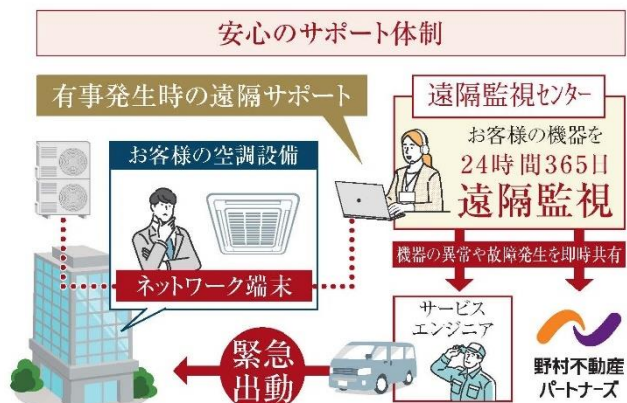 安心のサポート体制
有事発生時の遠隔サポート
遠隔監視センター
お客様の機器を
24時間365日
遠隔監視
お客様の空調設備
ネットワーク端末
機器の異常や故障発生を即時共有
サービス
エンジニア
緊急
出動
野村不動産
パートナーズ